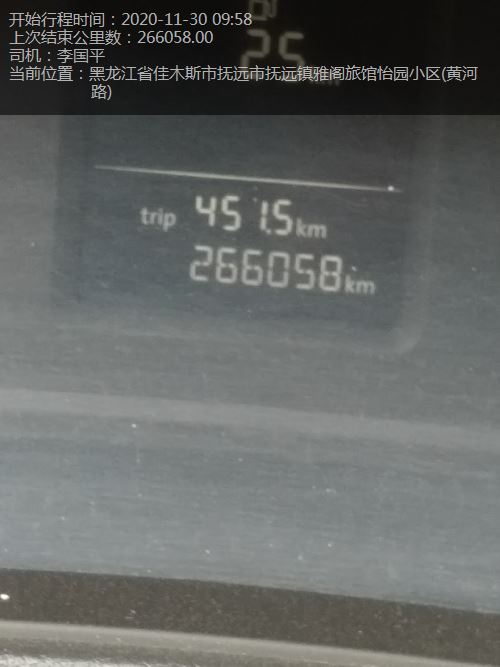 开始行程时间：2020-11-30 09:58
上次结束公里数：266058.00
司机：李国平
当前位置：黑龙江省佳木斯市抚远市抚远镇雅阁旅馆怡园小区(黄河
路)
25
trip 451.5km
266058km